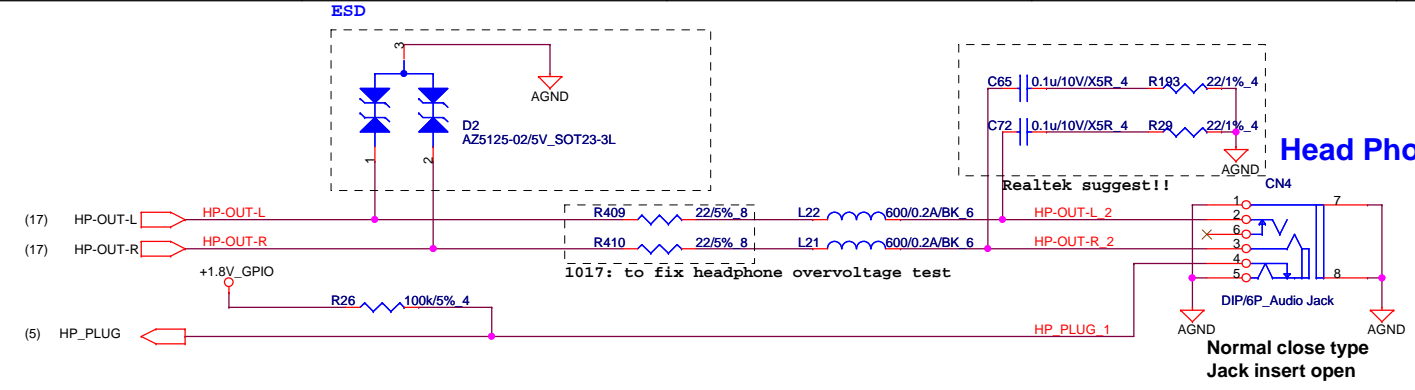 ESD
3
AGND
D2
AZ5125-02/5V_SOT23-3L
1
2
C65 0.1u/10V/X5R_4 R193 22/1%_4
C72 0.1u/10V/X5R_4 R29 22/1%_4
AGND
Realtek suggest!!
Head Pho
CN4
(17) HP-OUT-L HP-OUT-L R409 22/5%_8 L22 600/0.2A/BK_6 HP-OUT-L_2
(17) HP-OUT-R HP-OUT-R R410 22/5%_8 L21 600/0.2A/BK_6 HP-OUT-R_2
1017: to fix headphone overvoltage test
1
2
6
3
4
5
7
8
DIP/6P_Audio Jack
+1.8V_GPIO
R26 100k/5%_4
(5) HP_PLUG HP_PLUG_1
AGND
AGND
Normal close type
Jack insert open